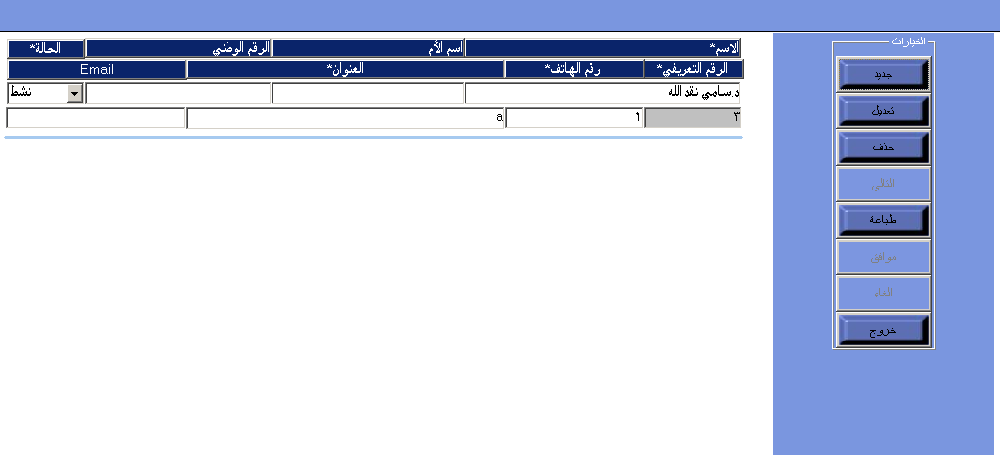 الاسم* اسم الأم الرقم الوطني الحالة*
الرقم التعريفي* رقم الهاتف* العنوان* Email
د.سامي نقد الله نشط
٣ ١ a
الخيارات
جديد
تعديل
حذف
التالي
طباعة
موافق
الغاء
خروج